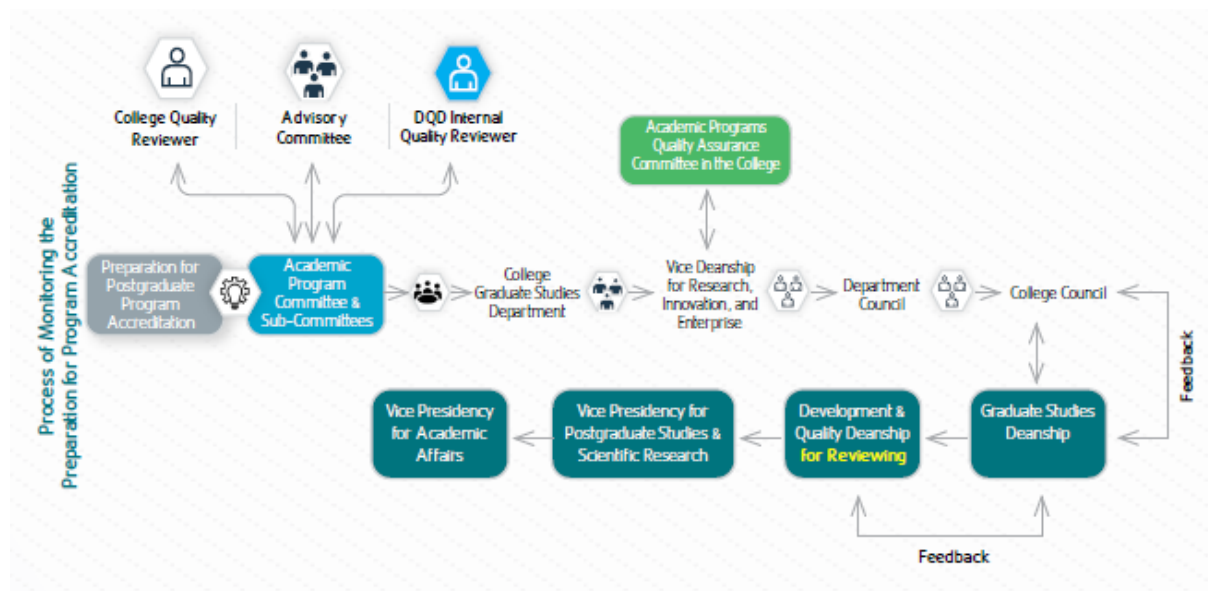 Process of Monitoring the
Preparation for Program Accreditation
College Quality
Reviewer
Advisory
Committee
DQD Internal
Quality Reviewer
Academic Programs
Quality Assurance
Committee in the College
Preparation for
Postgraduate
Program
Accreditation
Academic
Program
Committee &
Sub-Committees
College
Graduate Studies
Department
Vice Deanship
for Research,
Innovation, and
Enterprise
Department
Council
College Council
Feedback
Vice Presidency
for Academic
Affairs
Vice Presidency for
Postgraduate Studies &
Scientific Research
Development &
Quality Deanship
for Reviewing
Graduate Studies
Deanship
Feedback